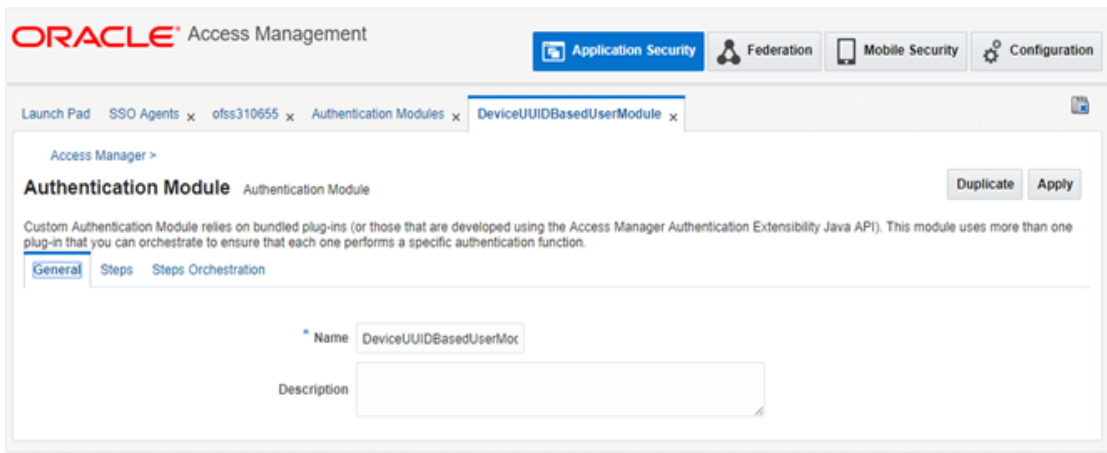 ORACLE® Access Management
Application Security Federation Mobile Security Configuration
Launch Pad SSO Agents x ofss310655 x Authentication Modules x DeviceUUIDBasedUserModule x
Access Manager >
Authentication Module Authentication Module
Duplicate Apply
Custom Authentication Module relies on bundled plug-ins (or those that are developed using the Access Manager Authentication Extensibility Java API). This module uses more than one
plug-in that you can orchestrate to ensure that each one performs a specific authentication function.
General Steps Steps Orchestration
* Name DeviceUUIDBasedUserMoc
Description